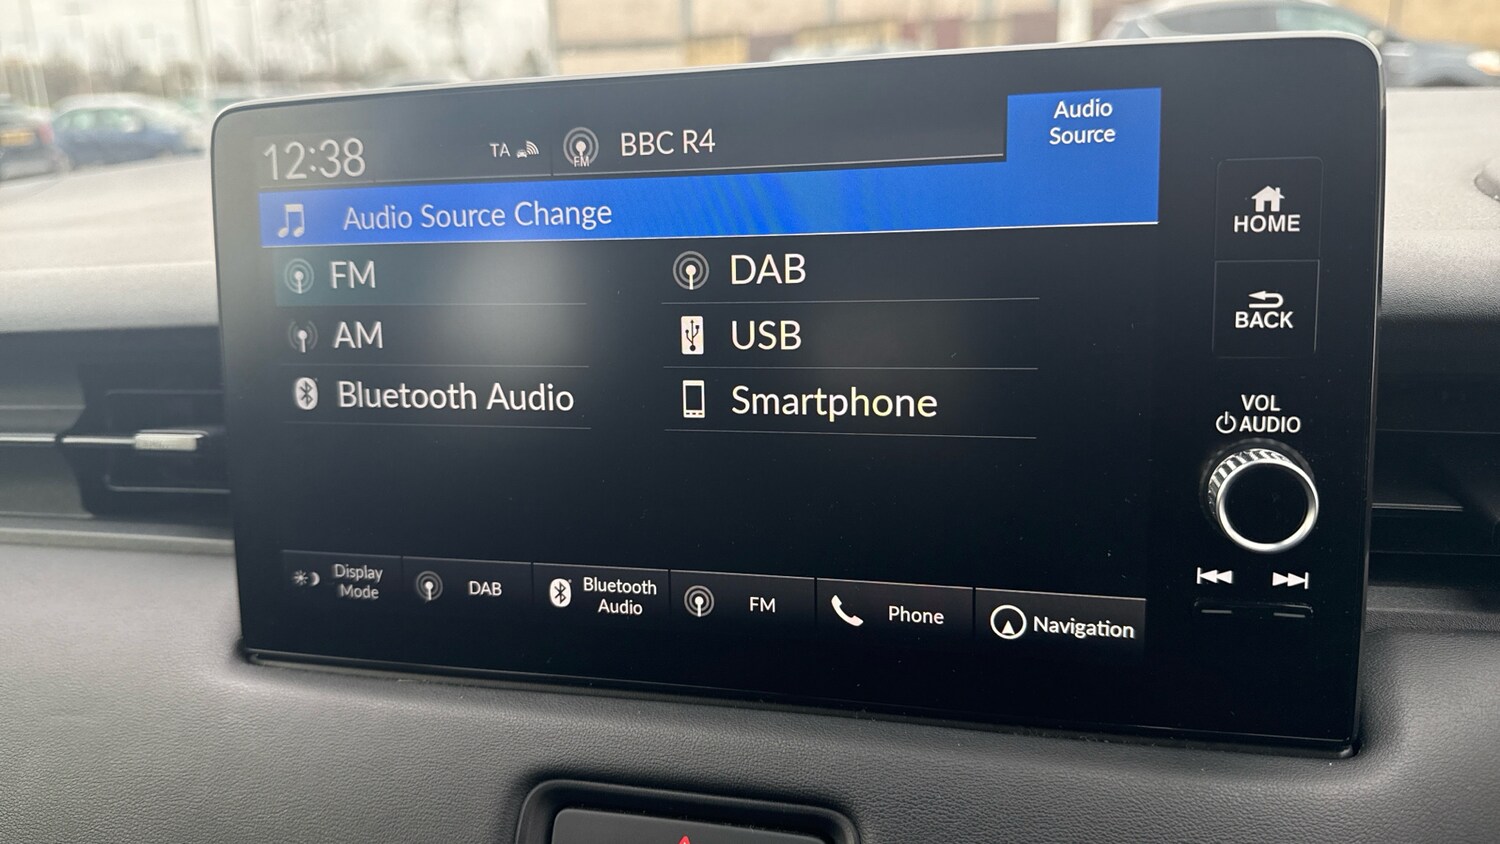 12:38
TA
FM
BBC R4
Audio
Source
Audio Source Change
FM
DAB
AM
USB
Bluetooth Audio
Smartphone
Display
Mode
DAB
Bluetooth
Audio
FM
Phone
Navigation
HOME
BACK
VOL
AUDIO